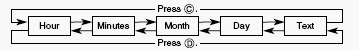 Press Ⓒ.
Hour Minutes Month Day Text
Press Ⓓ.